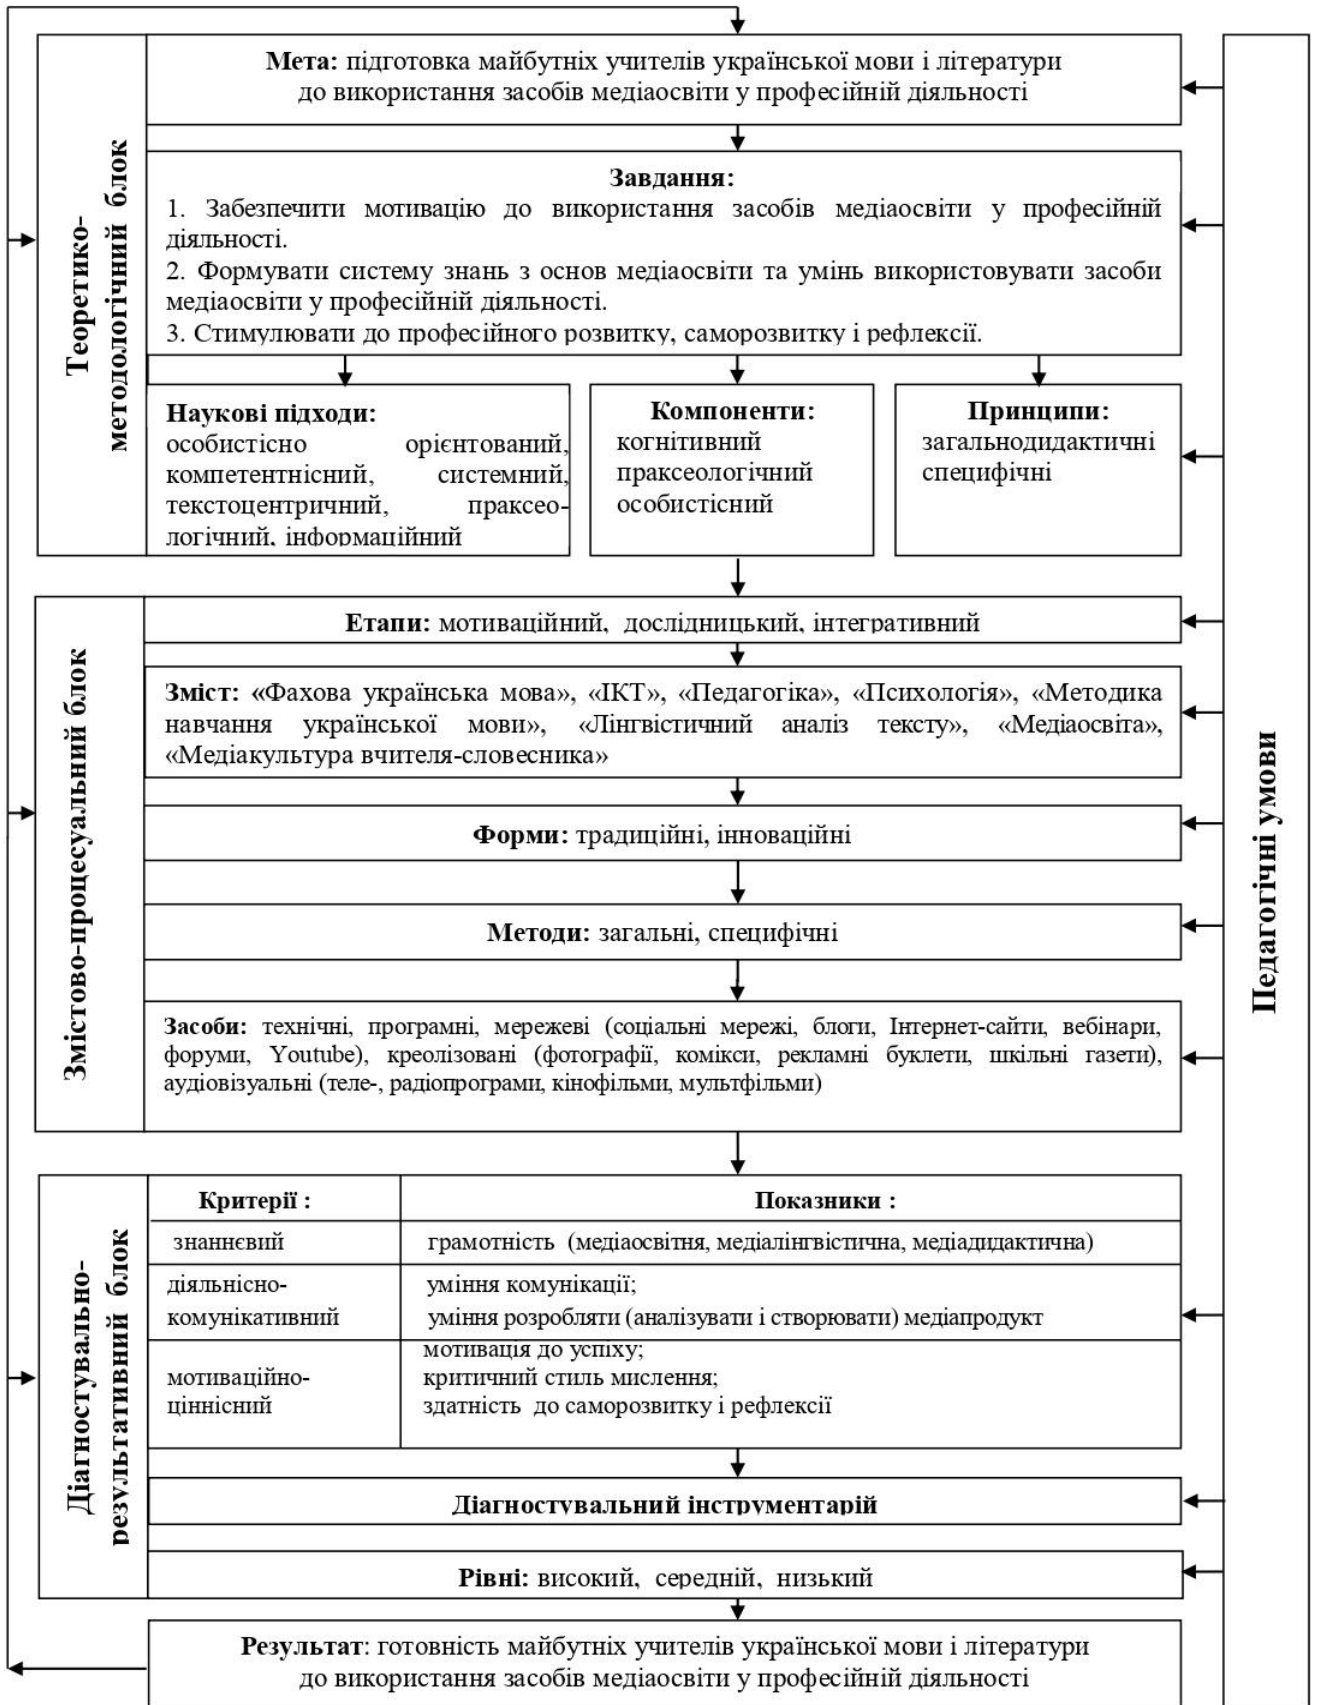 Теоретико-
методологічний блок
Мета: підготовка майбутніх учителів української мови і літератури
до використання засобів медіаосвіти у професійній діяльності
Завдання:
1. Забезпечити мотивацію до використання засобів медіаосвіти у професійній
діяльності.
2. Формувати систему знань з основ медіаосвіти та умінь використовувати засоби
медіаосвіти у професійній діяльності.
3. Стимулювати до професійного розвитку, саморозвитку і рефлексії.
Наукові підходи:
особистісно орієнтований,
компетентнісний, системний,
текстоцентричний, праксео-
логічний, інформаційний
Компоненти:
когнітивний
праксеологічний
особистісний
Принципи:
загальнодидактичні
специфічні
Змістово-процесуальний блок
Етапи: мотиваційний, дослідницький, інтегративний
Зміст: «Фахова українська мова», «ІКТ», «Педагогіка», «Психологія», «Методика
навчання української мови», «Лінгвістичний аналіз тексту», «Медіаосвіта»,
«Медіакультура вчителя-словесника»
Форми: традиційні, інноваційні
Методи: загальні, специфічні
Засоби: технічні, програмні, мережеві (соціальні мережі, блоги, Інтернет-сайти, вебінари,
форуми, Youtube), креолізовані (фотографії, комікси, рекламні буклети, шкільні газети),
аудіовізуальні (теле-, радіопрограми, кінофільми, мультфільми)
Діагностувально-
результативний блок
Критерії :
Показники :
знаннєвий
грамотність (медіаосвітня, медіалінгвістична, медіадидактична)
діяльнісно-
комунікативний
уміння комунікації;
уміння розробляти (аналізувати і створювати) медіапродукт
мотиваційно-
ціннісний
мотивація до успіху;
критичний стиль мислення;
здатність до саморозвитку і рефлексії
Діагностувальний інструментарій
Рівні: високий, середній, низький
Результат: готовність майбутніх учителів української мови і літератури
до використання засобів медіаосвіти у професійній діяльності
Педагогічні умови